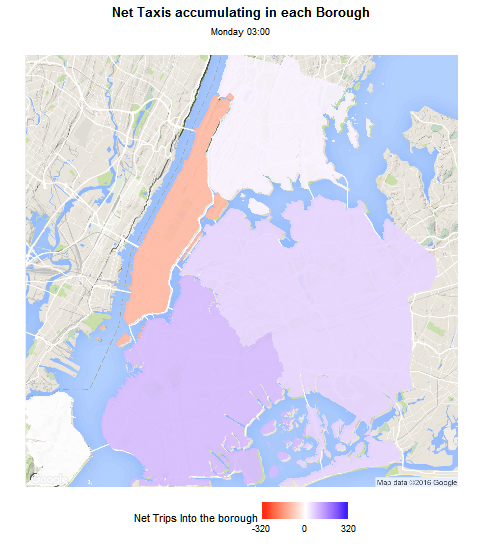 Net Taxis accumulating in each Borough
Monday 03:00
Map data ©2016 Google
Net Trips Into the borough
-320 0 320